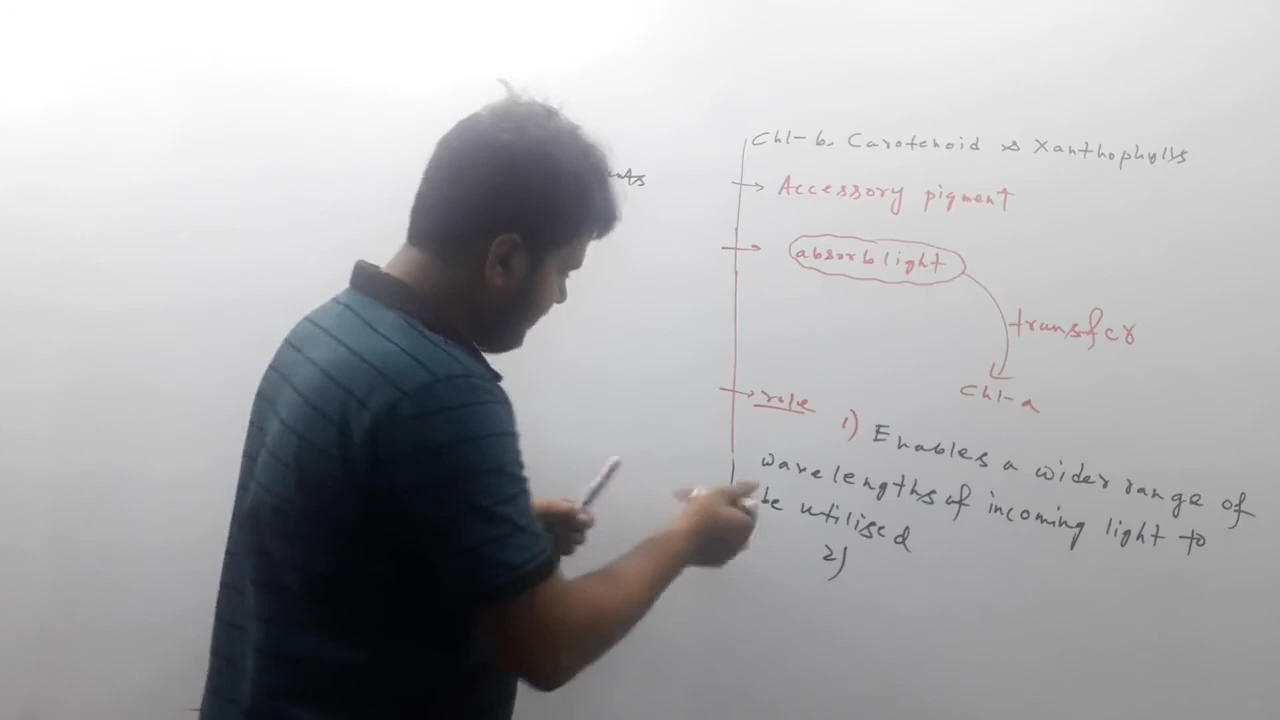 Chl-b, Carotenoid & Xanthophylls
Accessory pigment
absorb light
transfer
Chl-a
role 1) Enables a wider range of
wavelengths of incoming light to
be utilised
2)